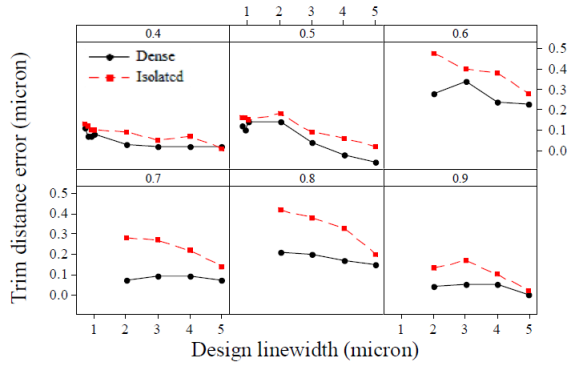 1 2 3 4 5
0.4 0.5 0.6
Dense
Isolated
0.5
0.4
0.3
0.2
0.1
0.0
Trim distance error (micron)
0.7 0.8 0.9
0.5
0.4
0.3
0.2
0.1
0.0
1 2 3 4 5 1 2 3 4 5
Design linewidth (micron)